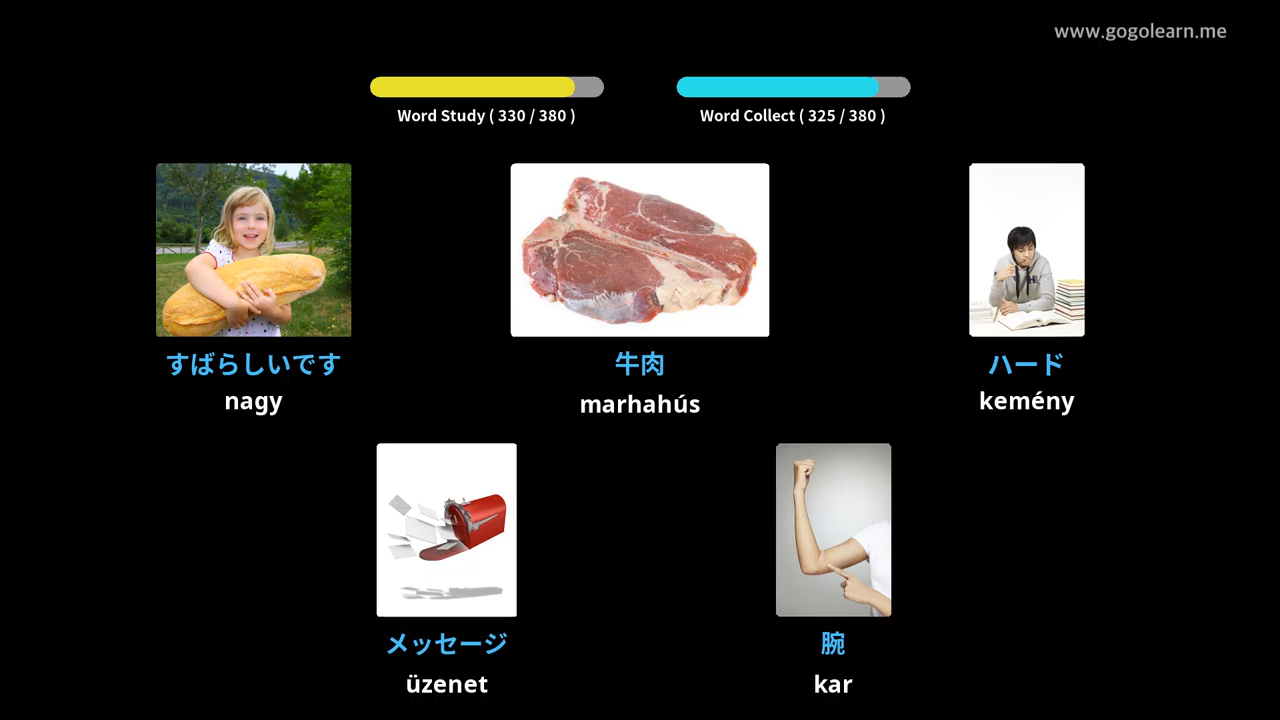 www.gogolearn.me
Word Study ( 330 / 380 )
Word Collect ( 325 / 380 )
すばらしいです
nagy
牛肉
marhahús
ハード
kemény
メッセージ
üzenet
腕
kar